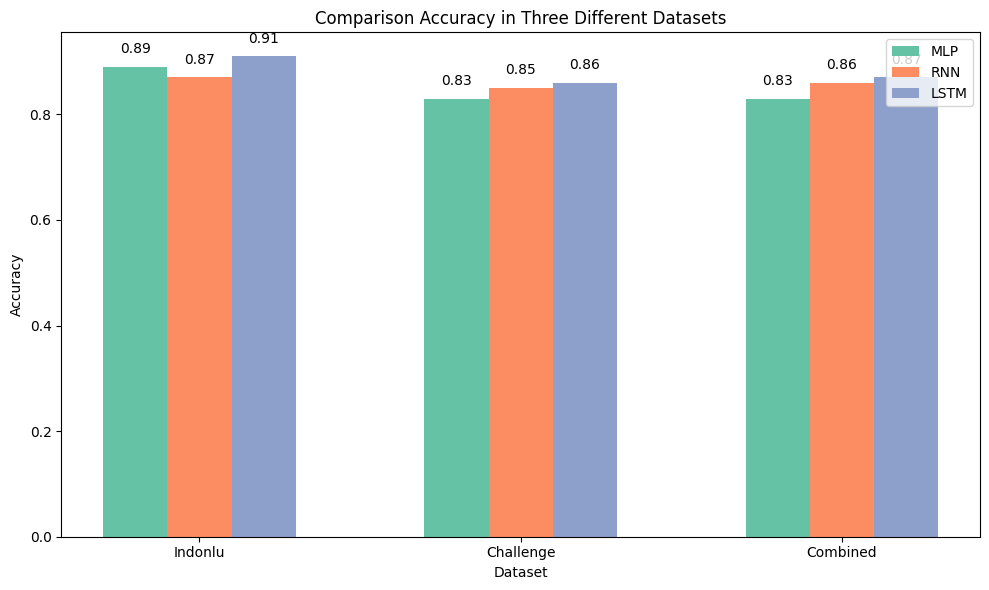 Comparison Accuracy in Three Different Datasets
0.89
0.87
0.91
0.83
0.85
0.86
0.83
0.86
0.87
MLP
RNN
LSTM
Accuracy
0.8
0.6
0.4
0.2
0.0
Indonlu
Challenge
Combined
Dataset